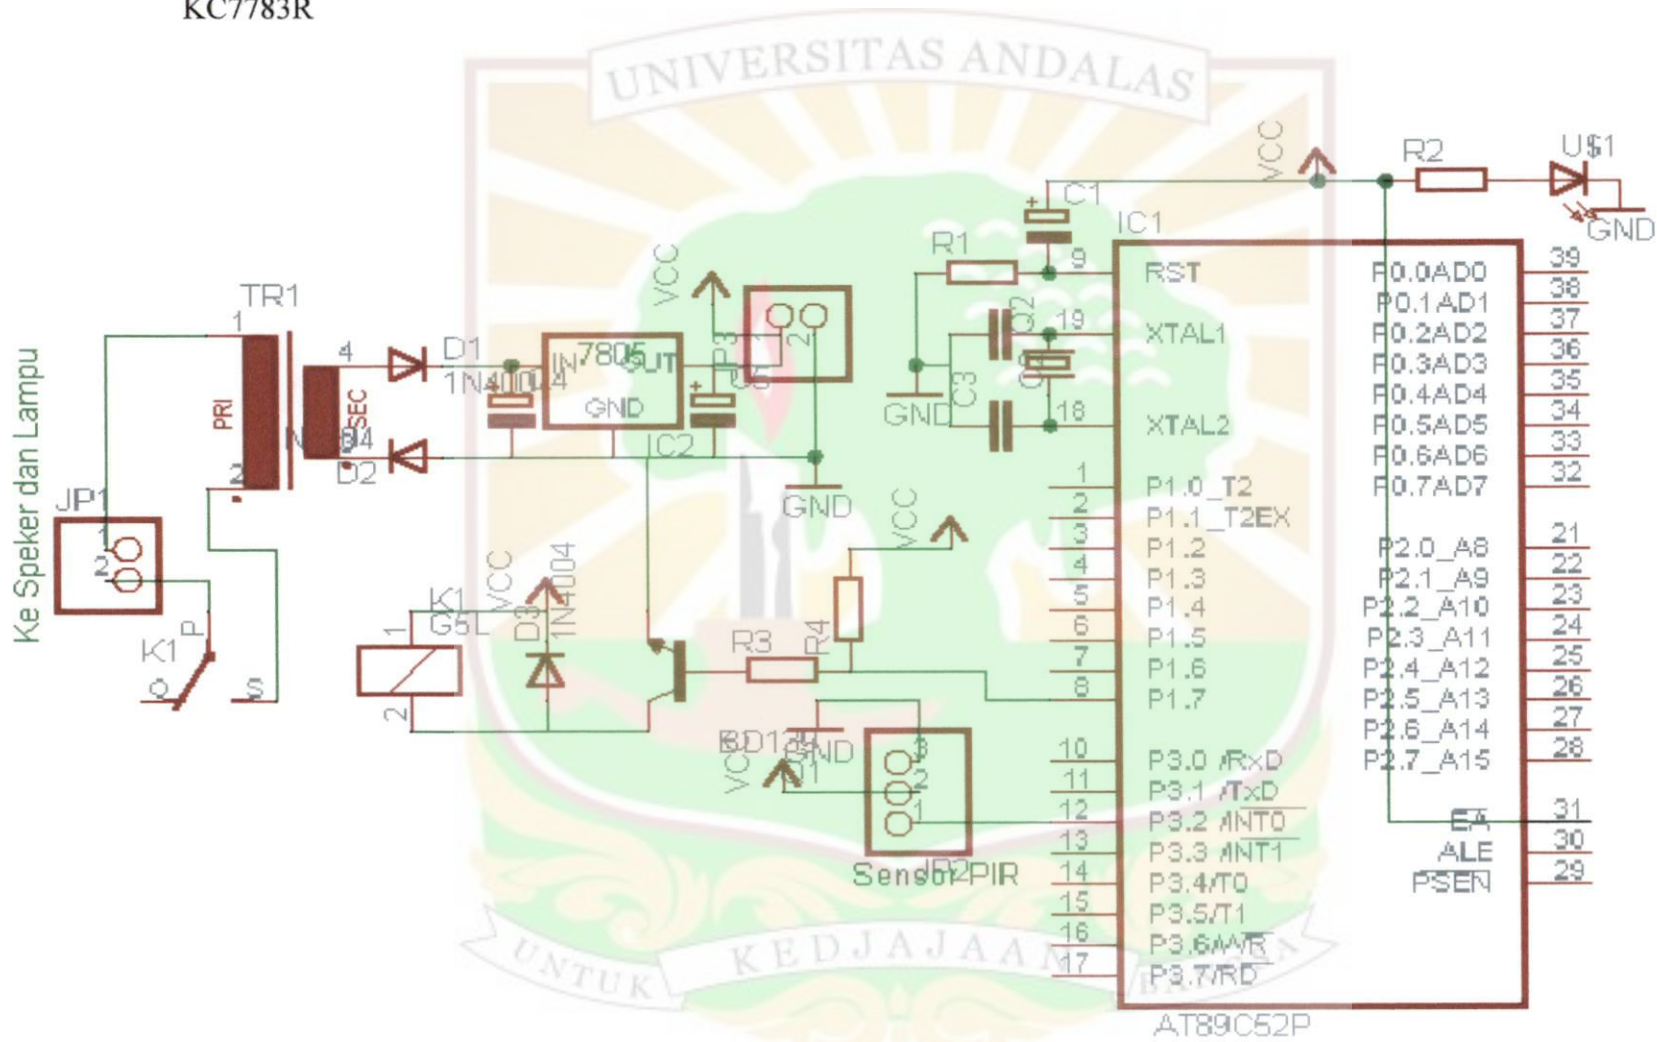 KC7783R
UNIVERSITAS ANDALAS
VCC
R2
U$1
GND
C1
IC1
R1
9
RST
P0.0AD0
39
P0.1AD1
38
19
XTAL1
P0.2AD2
37
P0.3AD3
36
P0.4AD4
35
C3
GND
18
XTAL2
P0.5AD5
34
P0.6AD6
33
P0.7AD7
32
TR1
1
4
PRI
SEC
2
D1
D2
VCC
IN
7805
OUT
GND
IC2
JP3
1
2
GND
Ke Speker dan Lampu
JP1
1
2
P
K1
O
S
K1
G5L
1
2
VCC
D3
1N4004
R3
R4
VCC
1
P1.0_T2
2
P1.1_T2EX
3
P1.2
4
P1.3
5
P1.4
6
P1.5
7
P1.6
8
P1.7
P2.0_A8
21
P2.1_A9
22
P2.2_A10
23
P2.3_A11
24
P2.4_A12
25
P2.5_A13
26
P2.6_A14
27
P2.7_A15
28
GND
VCC
3
2
1
JP2
Sensor PIR
10
P3.0 /RxD
11
P3.1 /TxD
12
P3.2 /INT0
13
P3.3 /INT1
14
P3.4/T0
15
P3.5/T1
16
P3.6/WR
17
P3.7/RD
EA
31
ALE
30
PSEN
29
AT89C52P
UNTUK KEDJAJAAN BANGSA